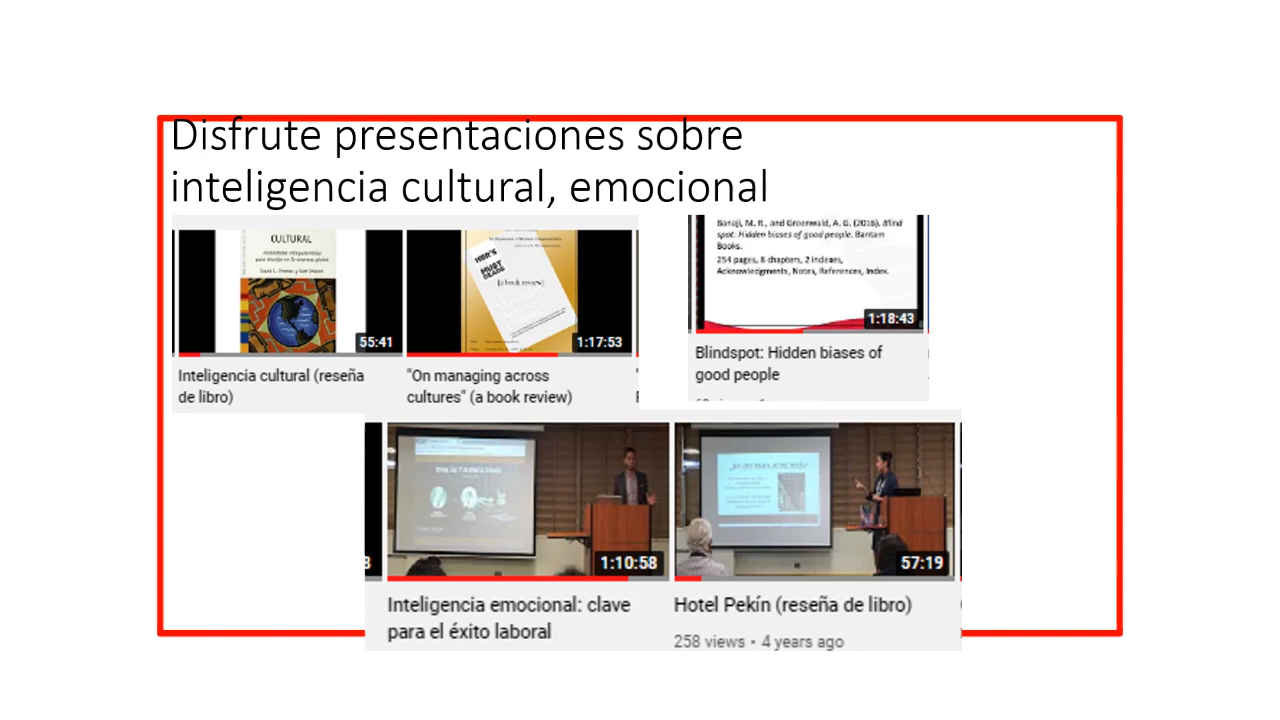 Disfrute presentaciones sobre
inteligencia cultural, emocional
CULTURAL
55:41
Inteligencia cultural (reseña
de libro)
HBR'S
MUST
READS
[a book review]
1:17:53
"On managing across
cultures" (a book review)
Banaji, M. R., and Greenwald, A. G. (2016). Blind
spot: Hidden biases of good people. Bantam
Books.
254 pages, 8 chapters, 2 indexes,
Acknowledgments, Notes, References, Index.
1:18:43
Blindspot: Hidden biases of
good people
1:10:58
Inteligencia emocional: clave
para el éxito laboral
57:19
Hotel Pekín (reseña de libro)
258 views • 4 years ago